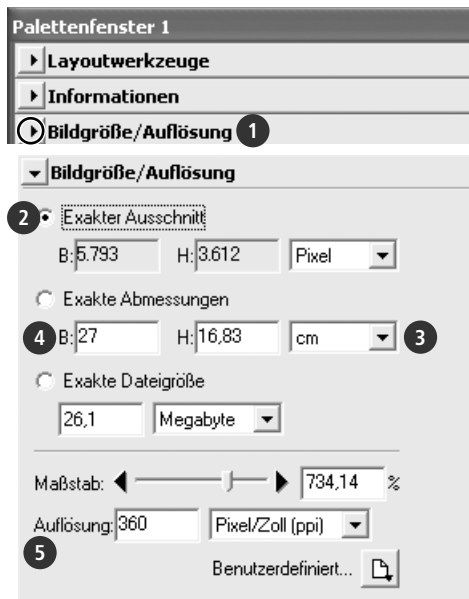 Palettenfenster 1
Layoutwerkzeuge
Informationen
Bildgröße/Auflösung 1
Bildgröße/Auflösung
2 Exakter Ausschnitt
B: 5.793 H: 3.612 Pixel
Exakte Abmessungen
4 B: 27 H: 16,83 cm 3
Exakte Dateigröße
26,1 Megabyte
Maßstab: 734,14 %
Auflösung: 360 Pixel/Zoll (ppi)
5
Benutzerdefiniert...